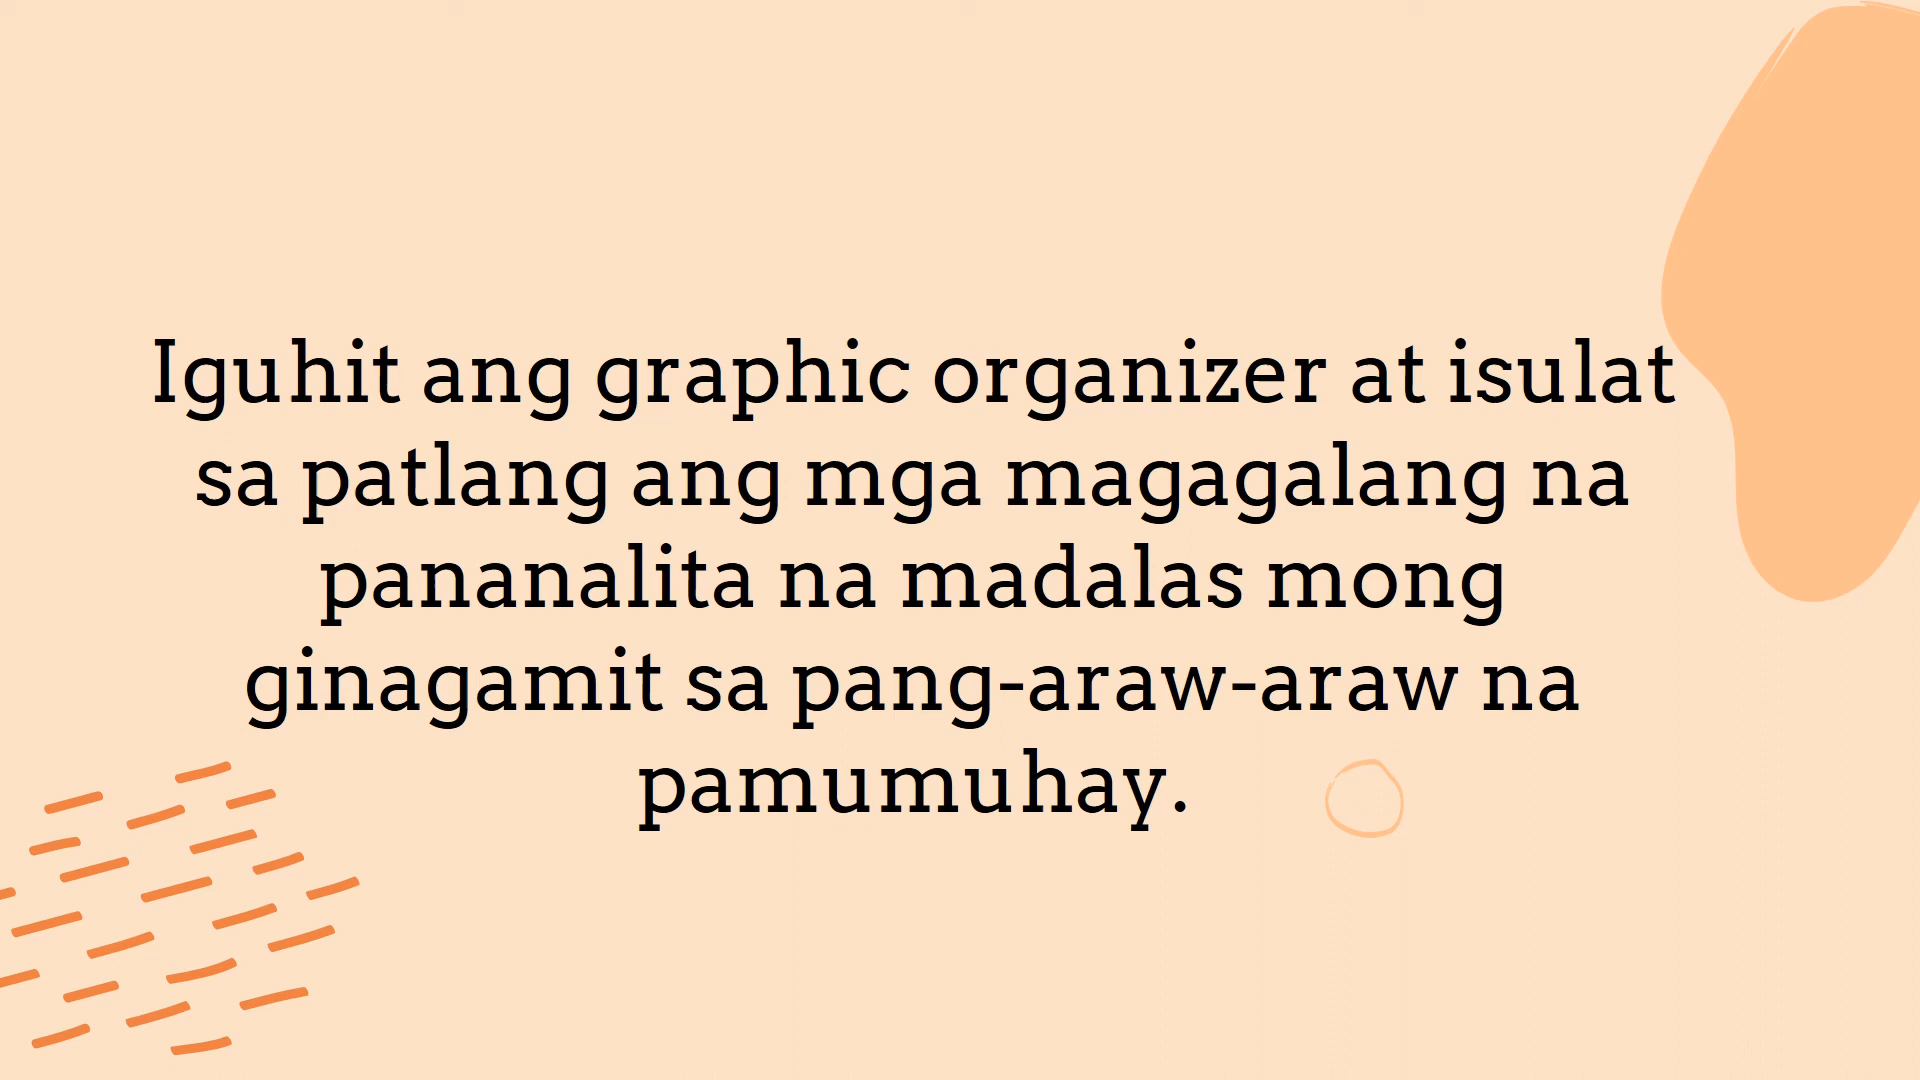 Iguhit ang graphic organizer at isulat
sa patlang ang mga magagalang na
pananalita na madalas mong
ginagamit sa pang-araw-araw na
pamumuhay.